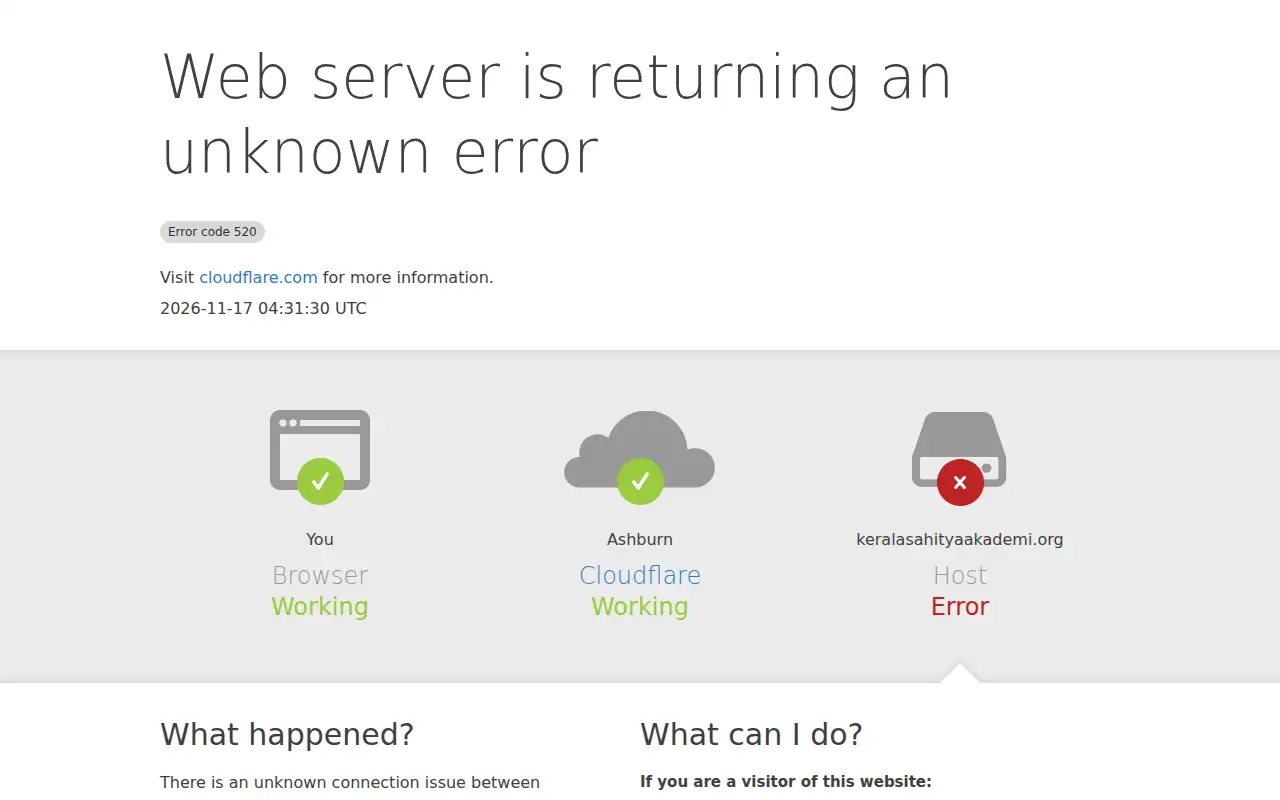 Web server is returning an
unknown error
Error code 520
Visit cloudflare.com for more information.
2026-11-17 04:31:30 UTC
You
Browser
Working
Ashburn
Cloudflare
Working
keralasahityaakademi.org
Host
Error
What happened?
There is an unknown connection issue between
What can I do?
If you are a visitor of this website: